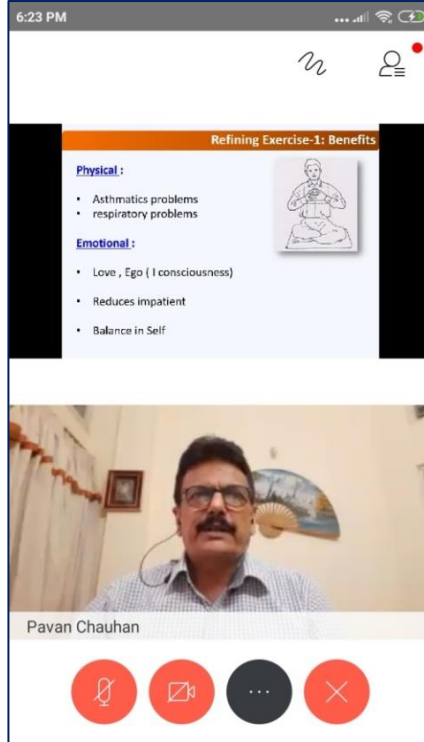 6:23 PM
Refining Exercise-1: Benefits
Physical :
• Asthmatics problems
• respiratory problems
Emotional :
• Love , Ego ( I consciousness)
• Reduces impatient
• Balance in Self
Pavan Chauhan